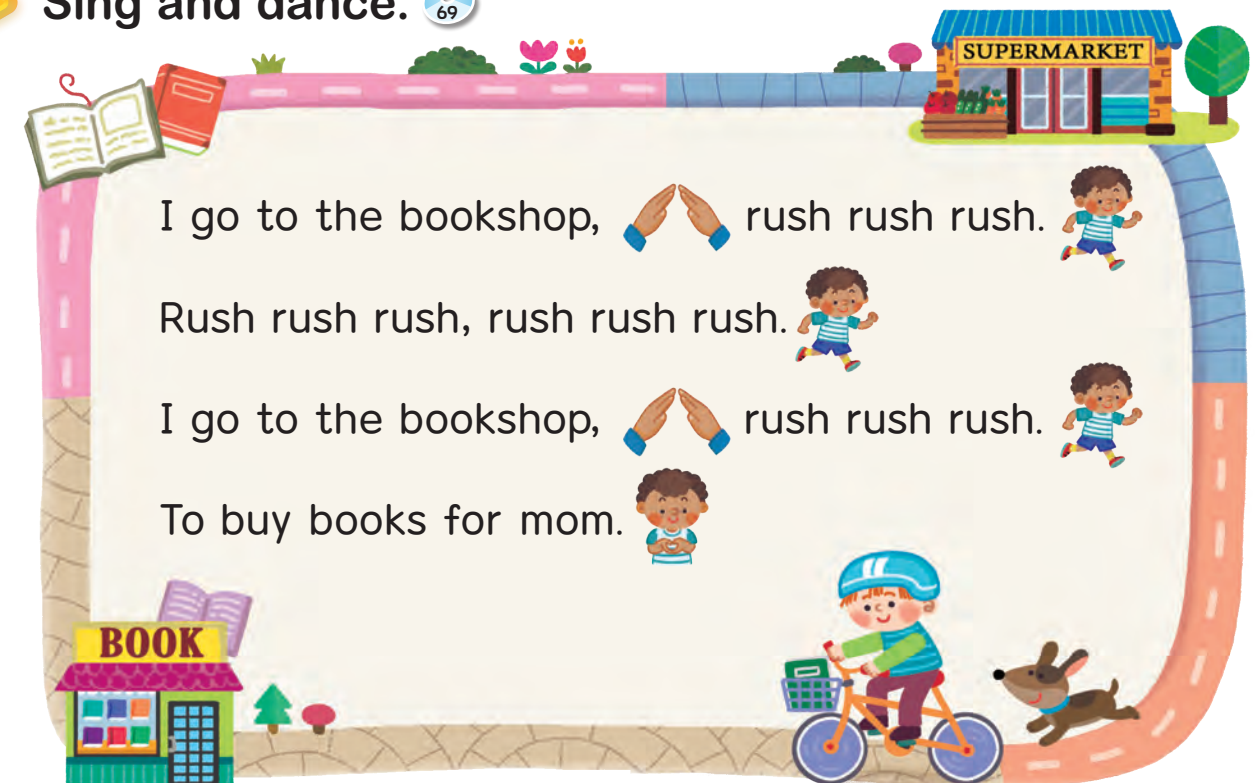 Sing and dance.
69
SUPERMARKET
I go to the bookshop, rush rush rush.
Rush rush rush, rush rush rush.
I go to the bookshop, rush rush rush.
To buy books for mom.
BOOK